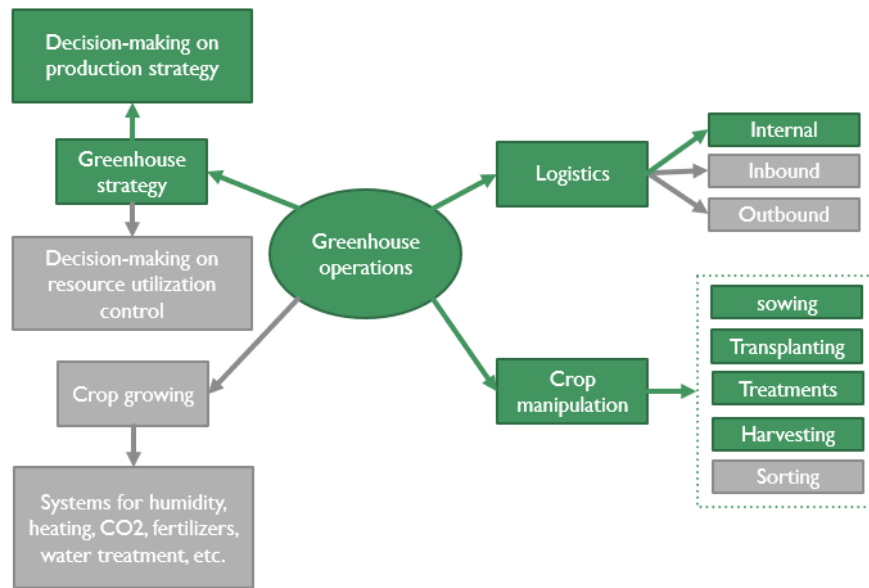 Decision-making on
production strategy
Greenhouse
strategy
Decision-making on
resource utilization
control
Crop growing
Systems for humidity,
heating, CO2, fertilizers,
water treatment, etc.
Greenhouse
operations
Logistics
Internal
Inbound
Outbound
Crop
manipulation
sowing
Transplanting
Treatments
Harvesting
Sorting